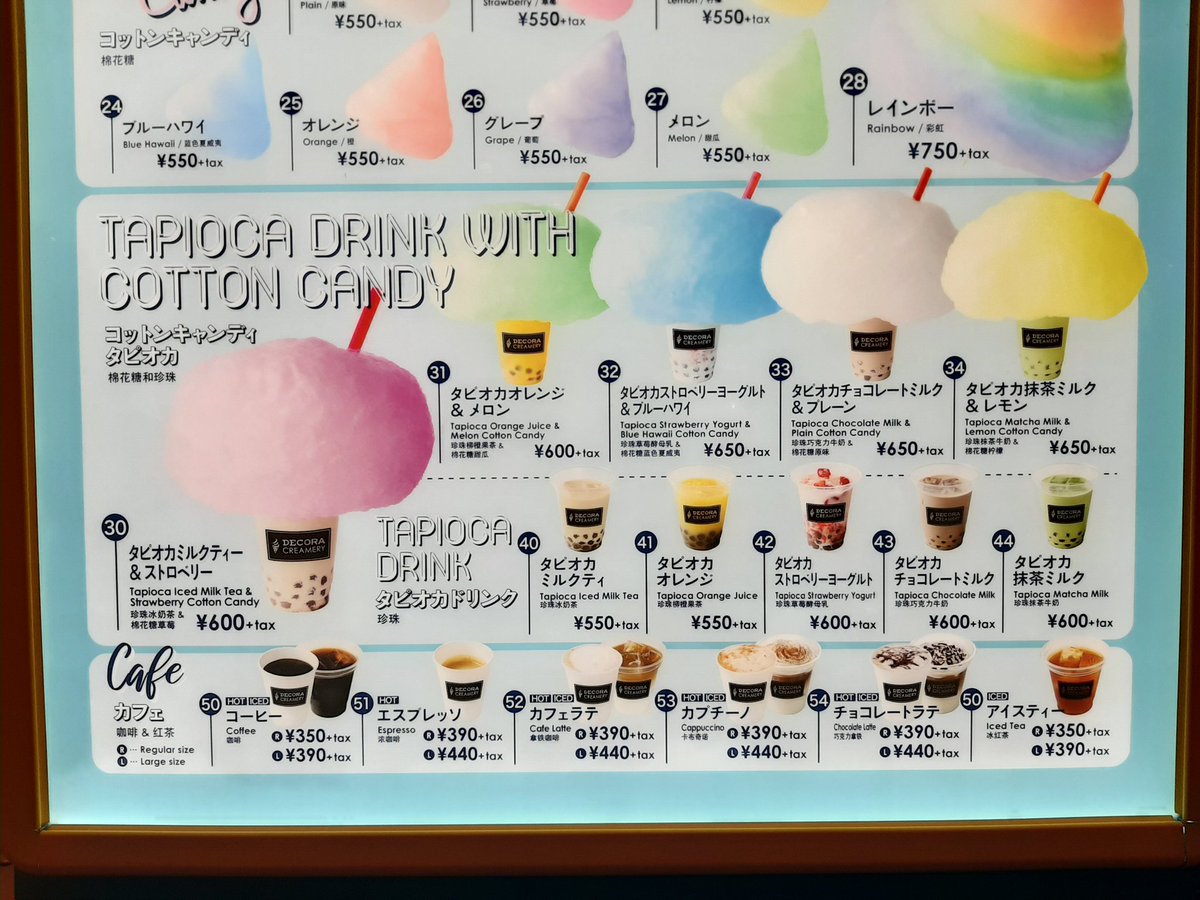 Candy
コットンキャンディ
棉花糖
Plain / 原味
¥550+tax
Strawberry / 草莓
¥550+tax
Lemon / 柠檬
¥550+tax
24
ブルーハワイ
Blue Hawaii / 蓝色夏威夷
¥550+tax
25
オレンジ
Orange / 橙
¥550+tax
26
グレープ
Grape / 葡萄
¥550+tax
27
メロン
Melon / 甜瓜
¥550+tax
28
レインボー
Rainbow / 彩虹
¥750+tax
TAPIOCA DRINK WITH
COTTON CANDY
コットンキャンディ
タピオカ
棉花糖和珍珠
30
タピオカミルクティー
& ストロベリー
Tapioca Iced Milk Tea &
Strawberry Cotton Candy
珍珠冰奶茶 &
棉花糖草莓
¥600+tax
DECORA
CREAMERY
31
タピオカオレンジ
& メロン
Tapioca Orange Juice &
Melon Cotton Candy
珍珠柳橙果茶 &
棉花糖甜瓜
¥600+tax
DECORA
CREAMERY
32
タピオカストロベリーヨーグルト
& ブルーハワイ
Tapioca Strawberry Yogurt &
Blue Hawaii Cotton Candy
珍珠草莓酵母乳 &
棉花糖蓝色夏威夷
¥650+tax
DECORA
CREAMERY
33
タピオカチョコレートミルク
& プレーン
Tapioca Chocolate Milk &
Plain Cotton Candy
珍珠巧克力牛奶 &
棉花糖原味
¥650+tax
DECORA
CREAMERY
34
タピオカ抹茶ミルク
& レモン
Tapioca Matcha Milk &
Lemon Cotton Candy
珍珠抹茶牛奶 &
棉花糖柠檬
¥650+tax
DECORA
CREAMERY
TAPIOCA
DRINK
タピオカドリンク
珍珠
40
タピオカ
ミルクティ
Tapioca Iced Milk Tea
珍珠冰奶茶
¥550+tax
41
タピオカ
オレンジ
Tapioca Orange Juice
珍珠柳橙果茶
¥550+tax
42
タピオカ
ストロベリーヨーグルト
Tapioca Strawberry Yogurt
珍珠草莓酵母乳
¥600+tax
43
タピオカ
チョコレートミルク
Tapioca Chocolate Milk
珍珠巧克力牛奶
¥600+tax
44
タピオカ
抹茶ミルク
Tapioca Matcha Milk
珍珠抹茶牛奶
¥600+tax
Cafe
カフェ
咖啡 & 红茶
R … Regular size
L … Large size
50
HOT ICED
コーヒー
Coffee
咖啡
R ¥350+tax
L ¥390+tax
51
HOT
エスプレッソ
Espresso
浓咖啡
R ¥390+tax
L ¥440+tax
52
HOT ICED
カフェラテ
Cafe Latte
拿铁咖啡
R ¥390+tax
L ¥440+tax
53
HOT ICED
カプチーノ
Cappuccino
卡布奇诺
R ¥390+tax
L ¥440+tax
54
HOT ICED
チョコレートラテ
Chocolate Latte
巧克力拿铁
R ¥390+tax
L ¥440+tax
50
ICED
アイスティー
Iced Tea
冰红茶
R ¥350+tax
L ¥390+tax